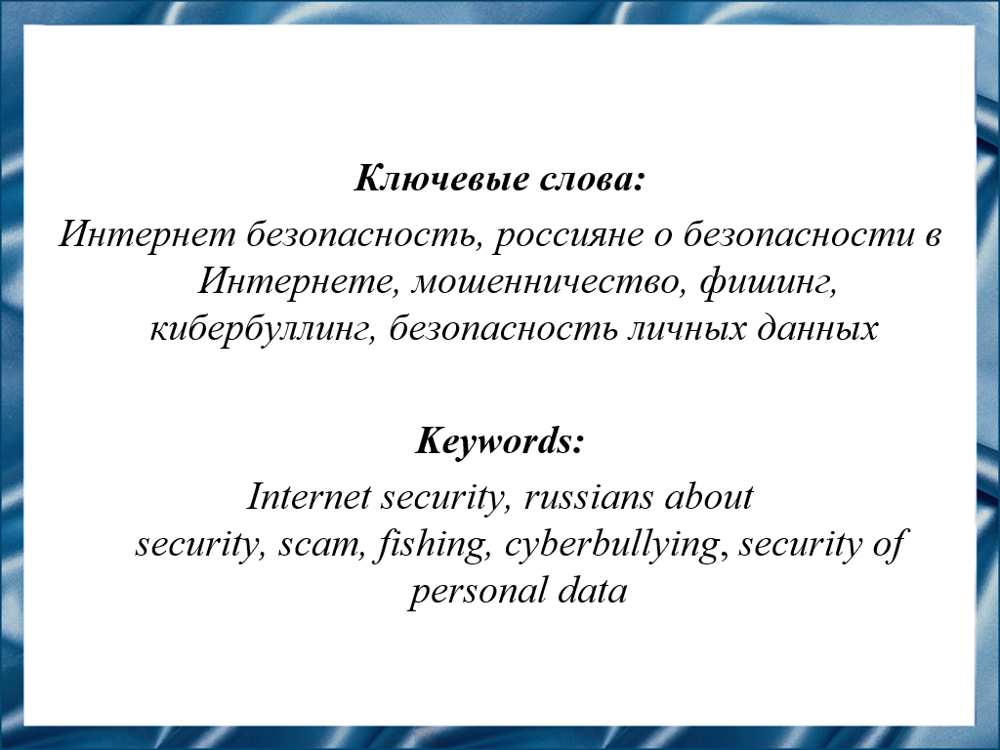 Ключевые слова:
Интернет безопасность, россияне о безопасности в
Интернете, мошенничество, фишинг,
кибербуллинг, безопасность личных данных
Keywords:
Internet security, russians about
security, scam, fishing, cyberbullying, security of
personal data